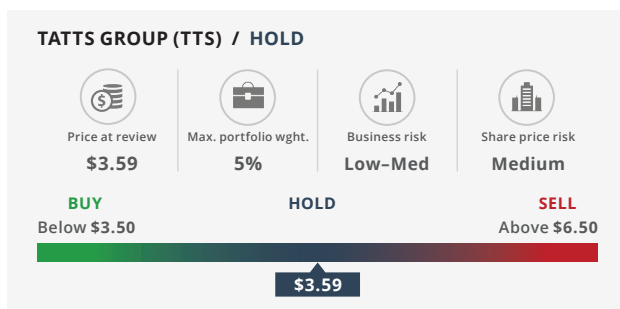 TATTS GROUP (TTS) / HOLD
$
Price at review
Max. portfolio wght.
Business risk
Share price risk
$3.59
5%
Low–Med
Medium
BUY
HOLD
SELL
Below $3.50
Above $6.50
$3.59